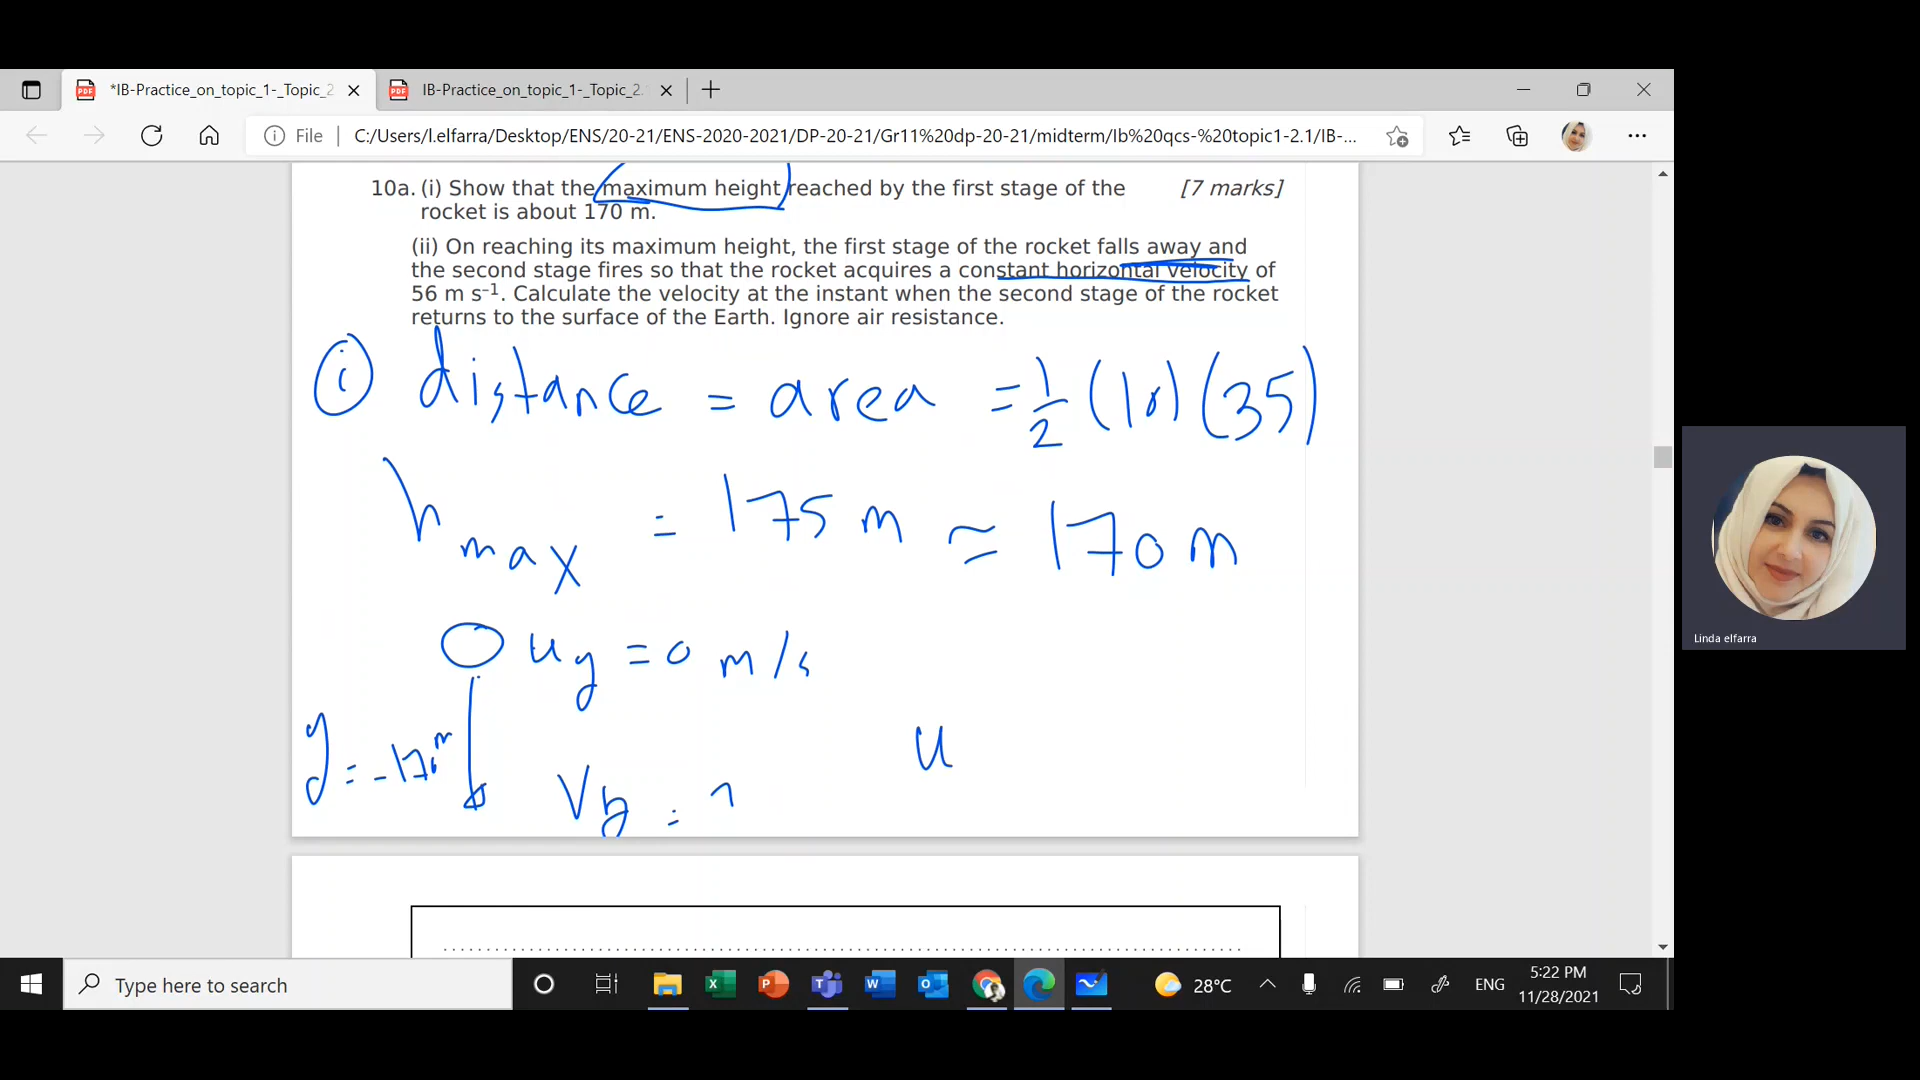 *IB-Practice_on_topic_1-_Topic_2
IB-Practice_on_topic_1-_Topic_2.
File
C:/Users/l.elfarra/Desktop/ENS/20-21/ENS-2020-2021/DP-20-21/Gr11%20dp-20-21/midterm/Ib%20qcs-%20topic1-2.1/IB-...
10a. (i) Show that the maximum height reached by the first stage of the [7 marks]
rocket is about 170 m.
(ii) On reaching its maximum height, the first stage of the rocket falls away and
the second stage fires so that the rocket acquires a constant horizontal velocity of
56 m s⁻¹. Calculate the velocity at the instant when the second stage of the rocket
returns to the surface of the Earth. Ignore air resistance.
(i) distance = area = 1/2 (10) (35)
h max = 175 m ≈ 170 m
u y = 0 m/s
y = -170 m
u
V y = ?
Linda elfarra
Type here to search
28°C
ENG
5:22 PM
11/28/2021